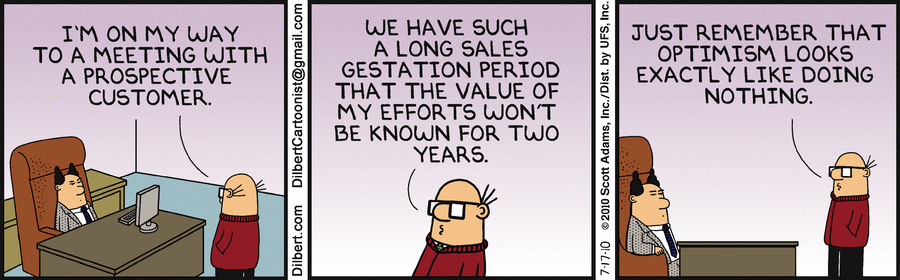 I'M ON MY WAY
TO A MEETING WITH
A PROSPECTIVE
CUSTOMER.
Dilbert.com DilbertCartoonist@gmail.com
WE HAVE SUCH
A LONG SALES
GESTATION PERIOD
THAT THE VALUE OF
MY EFFORTS WON'T
BE KNOWN FOR TWO
YEARS.
7-17-10 © 2010 Scott Adams, Inc./Dist. by UFS, Inc.
JUST REMEMBER THAT
OPTIMISM LOOKS
EXACTLY LIKE DOING
NOTHING.